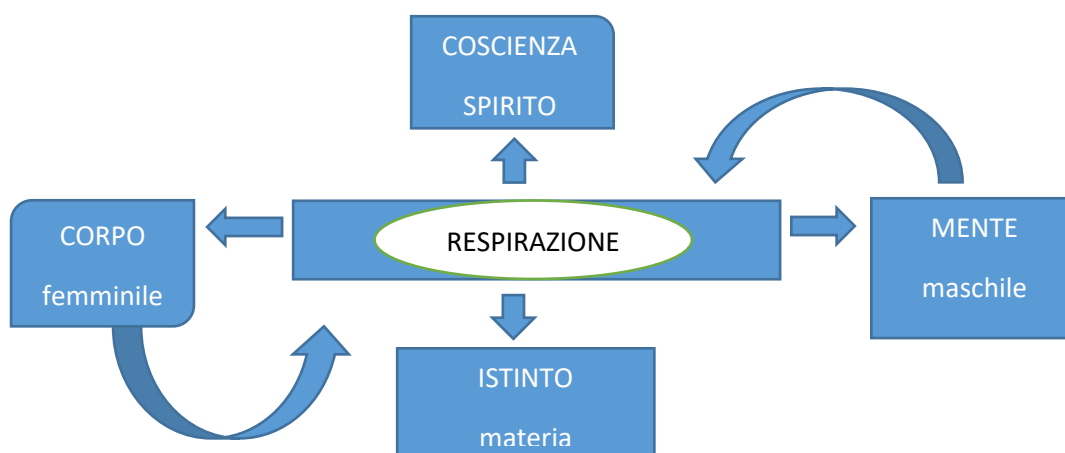 COSCIENZA
SPIRITO
CORPO
femminile
RESPIRAZIONE
MENTE
maschile
ISTINTO
materia